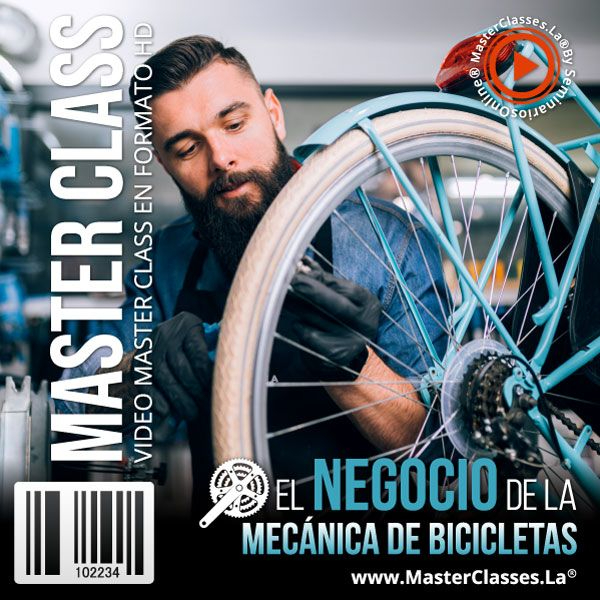 MASTER CLASS
VIDEO MASTER CLASS EN FORMATO HD
MasterClasses.La®By SeminariosOnline®
EL NEGOCIO DE LA
MECÁNICA DE BICICLETAS
www.MasterClasses.La®
102234